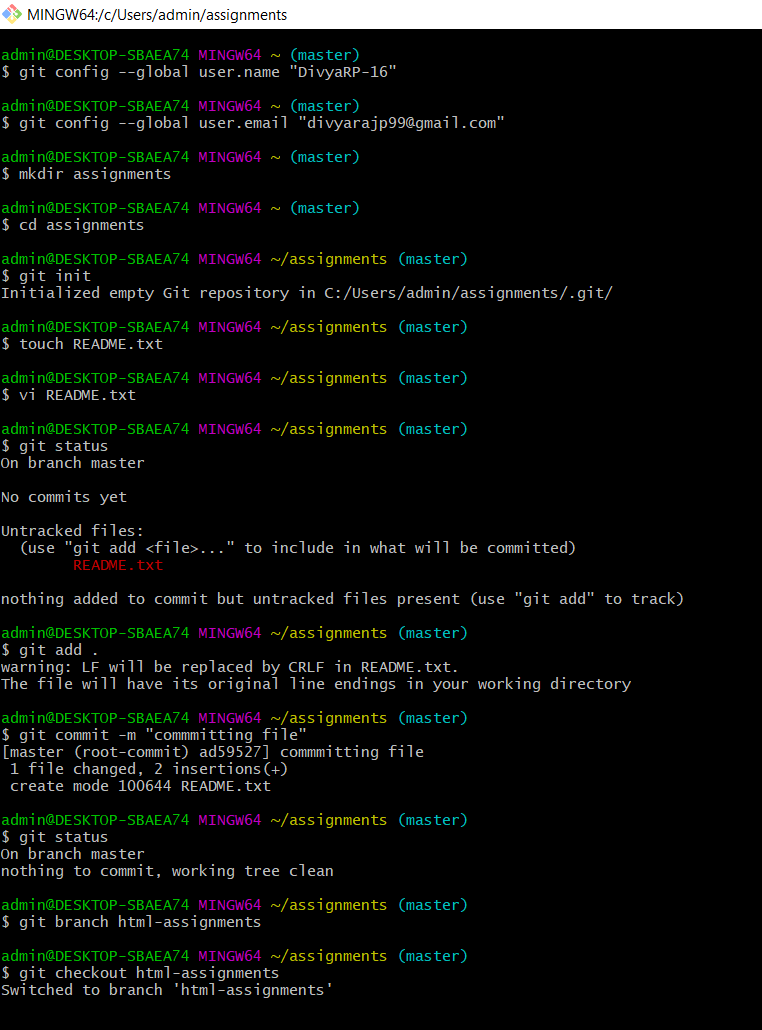 MINGW64:/c/Users/admin/assignments
admin@DESKTOP-SBAEA74 MINGW64 ~ (master)
$ git config --global user.name "DivyaRP-16"
admin@DESKTOP-SBAEA74 MINGW64 ~ (master)
$ git config --global user.email "divyarajp99@gmail.com"
admin@DESKTOP-SBAEA74 MINGW64 ~ (master)
$ mkdir assignments
admin@DESKTOP-SBAEA74 MINGW64 ~ (master)
$ cd assignments
admin@DESKTOP-SBAEA74 MINGW64 ~/assignments (master)
$ git init
Initialized empty Git repository in C:/Users/admin/assignments/.git/
admin@DESKTOP-SBAEA74 MINGW64 ~/assignments (master)
$ touch README.txt
admin@DESKTOP-SBAEA74 MINGW64 ~/assignments (master)
$ vi README.txt
admin@DESKTOP-SBAEA74 MINGW64 ~/assignments (master)
$ git status
On branch master
No commits yet
Untracked files:
  (use "git add <file>..." to include in what will be committed)
        README.txt
nothing added to commit but untracked files present (use "git add" to track)
admin@DESKTOP-SBAEA74 MINGW64 ~/assignments (master)
$ git add .
warning: LF will be replaced by CRLF in README.txt.
The file will have its original line endings in your working directory
admin@DESKTOP-SBAEA74 MINGW64 ~/assignments (master)
$ git commit -m "commmitting file"
[master (root-commit) ad59527] commmitting file
 1 file changed, 2 insertions(+)
 create mode 100644 README.txt
admin@DESKTOP-SBAEA74 MINGW64 ~/assignments (master)
$ git status
On branch master
nothing to commit, working tree clean
admin@DESKTOP-SBAEA74 MINGW64 ~/assignments (master)
$ git branch html-assignments
admin@DESKTOP-SBAEA74 MINGW64 ~/assignments (master)
$ git checkout html-assignments
Switched to branch 'html-assignments'